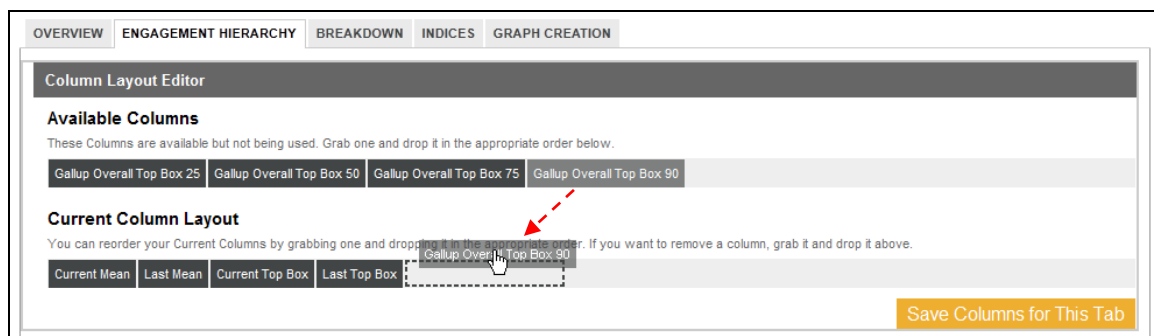 OVERVIEW ENGAGEMENT HIERARCHY BREAKDOWN INDICES GRAPH CREATION
Column Layout Editor
Available Columns
These Columns are available but not being used. Grab one and drop it in the appropriate order below.
Gallup Overall Top Box 25 Gallup Overall Top Box 50 Gallup Overall Top Box 75 Gallup Overall Top Box 90
Current Column Layout
You can reorder your Current Columns by grabbing one and dropping it in the appropriate order. If you want to remove a column, grab it and drop it above.
Gallup Overall Top Box 90
Current Mean Last Mean Current Top Box Last Top Box
Save Columns for This Tab